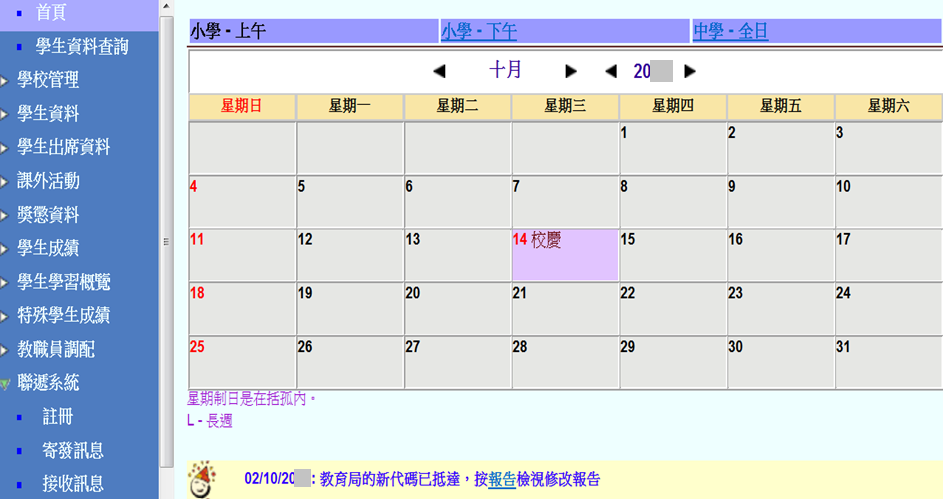 首頁
學生資料查詢
學校管理
學生資料
學生出席資料
課外活動
獎懲資料
學生成績
學生學習概覽
特殊學生成績
教職員調配
聯遞系統
註冊
寄發訊息
接收訊息
小學 - 上午 小學 - 下午 中學 - 全日
十月 20
星期日 星期一 星期二 星期三 星期四 星期五 星期六
1 2 3
4 5 6 7 8 9 10
11 12 13 14 校慶 15 16 17
18 19 20 21 22 23 24
25 26 27 28 29 30 31
星期制日是在括孤內。
L - 長週
02/10/20 : 教育局的新代碼已抵達，按報告檢視修改報告